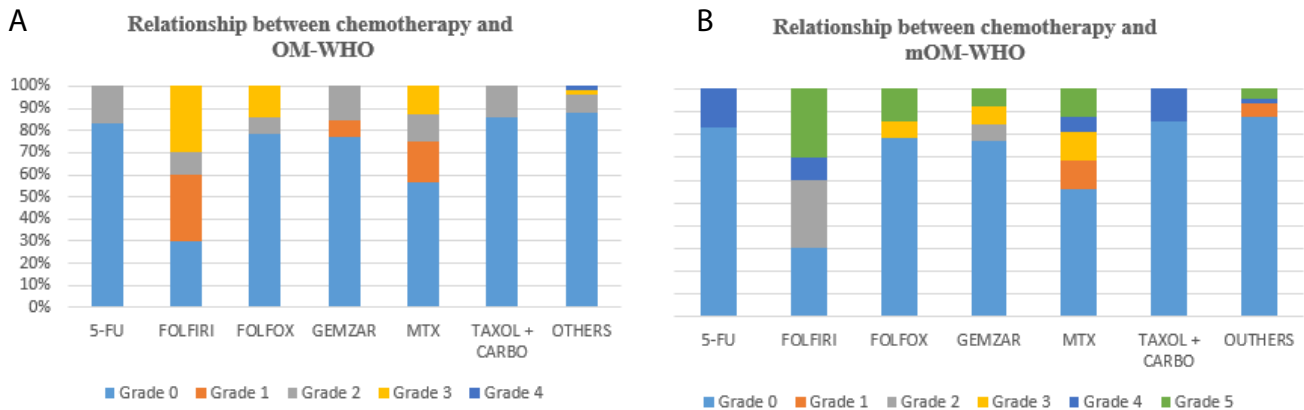 A
Relationship between chemotherapy and
OM-WHO
100%
90%
80%
70%
60%
50%
40%
30%
20%
10%
0%
5-FU FOLFIRI FOLFOX GEMZAR MTX TAXOL + CARBO OTHERS
Grade 0 Grade 1 Grade 2 Grade 3 Grade 4
B
Relationship between chemotherapy and
mOM-WHO
5-FU FOLFIRI FOLFOX GEMZAR MTX TAXOL + CARBO OUTHERS
Grade 0 Grade 1 Grade 2 Grade 3 Grade 4 Grade 5